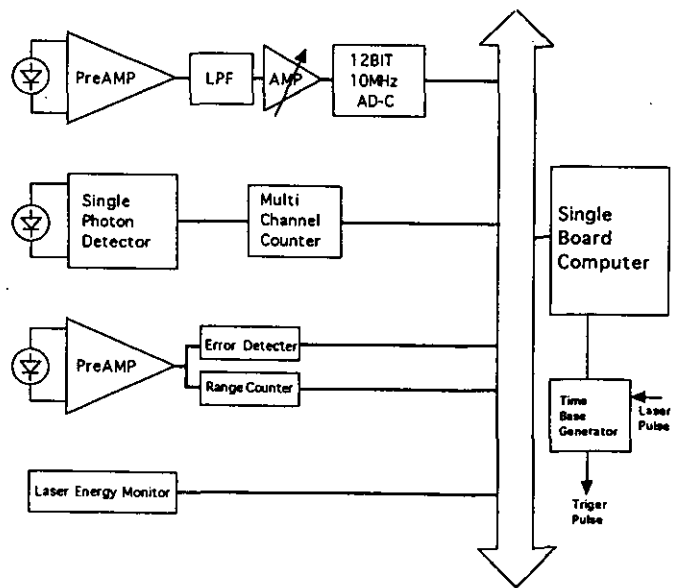 PreAMP
LPF
AMP
12BIT
10MHz
AD-C
Single
Photon
Detector
Multi
Channel
Counter
Single
Board
Computer
PreAMP
Error Detecter
Range Counter
Time
Base
Generator
Laser
Pulse
Laser Energy Monitor
Triger
Pulse